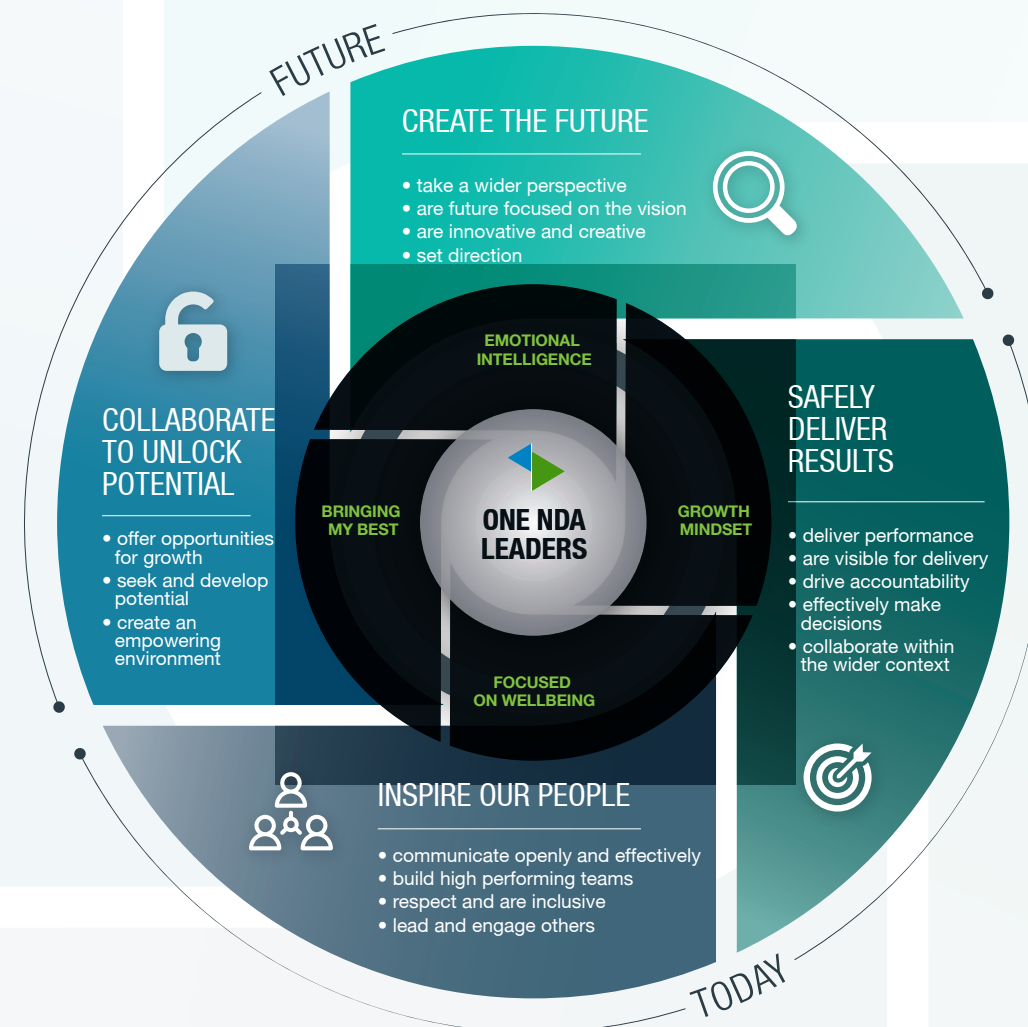 FUTURE
CREATE THE FUTURE
• take a wider perspective
• are future focused on the vision
• are innovative and creative
• set direction
COLLABORATE
TO UNLOCK
POTENTIAL
• offer opportunities
for growth
• seek and develop
potential
• create an
empowering
environment
EMOTIONAL
INTELLIGENCE
BRINGING
MY BEST
ONE NDA
LEADERS
GROWTH
MINDSET
FOCUSED
ON WELLBEING
SAFELY
DELIVER
RESULTS
• deliver performance
• are visible for delivery
• drive accountability
• effectively make
decisions
• collaborate within
the wider context
INSPIRE OUR PEOPLE
• communicate openly and effectively
• build high performing teams
• respect and are inclusive
• lead and engage others
TODAY